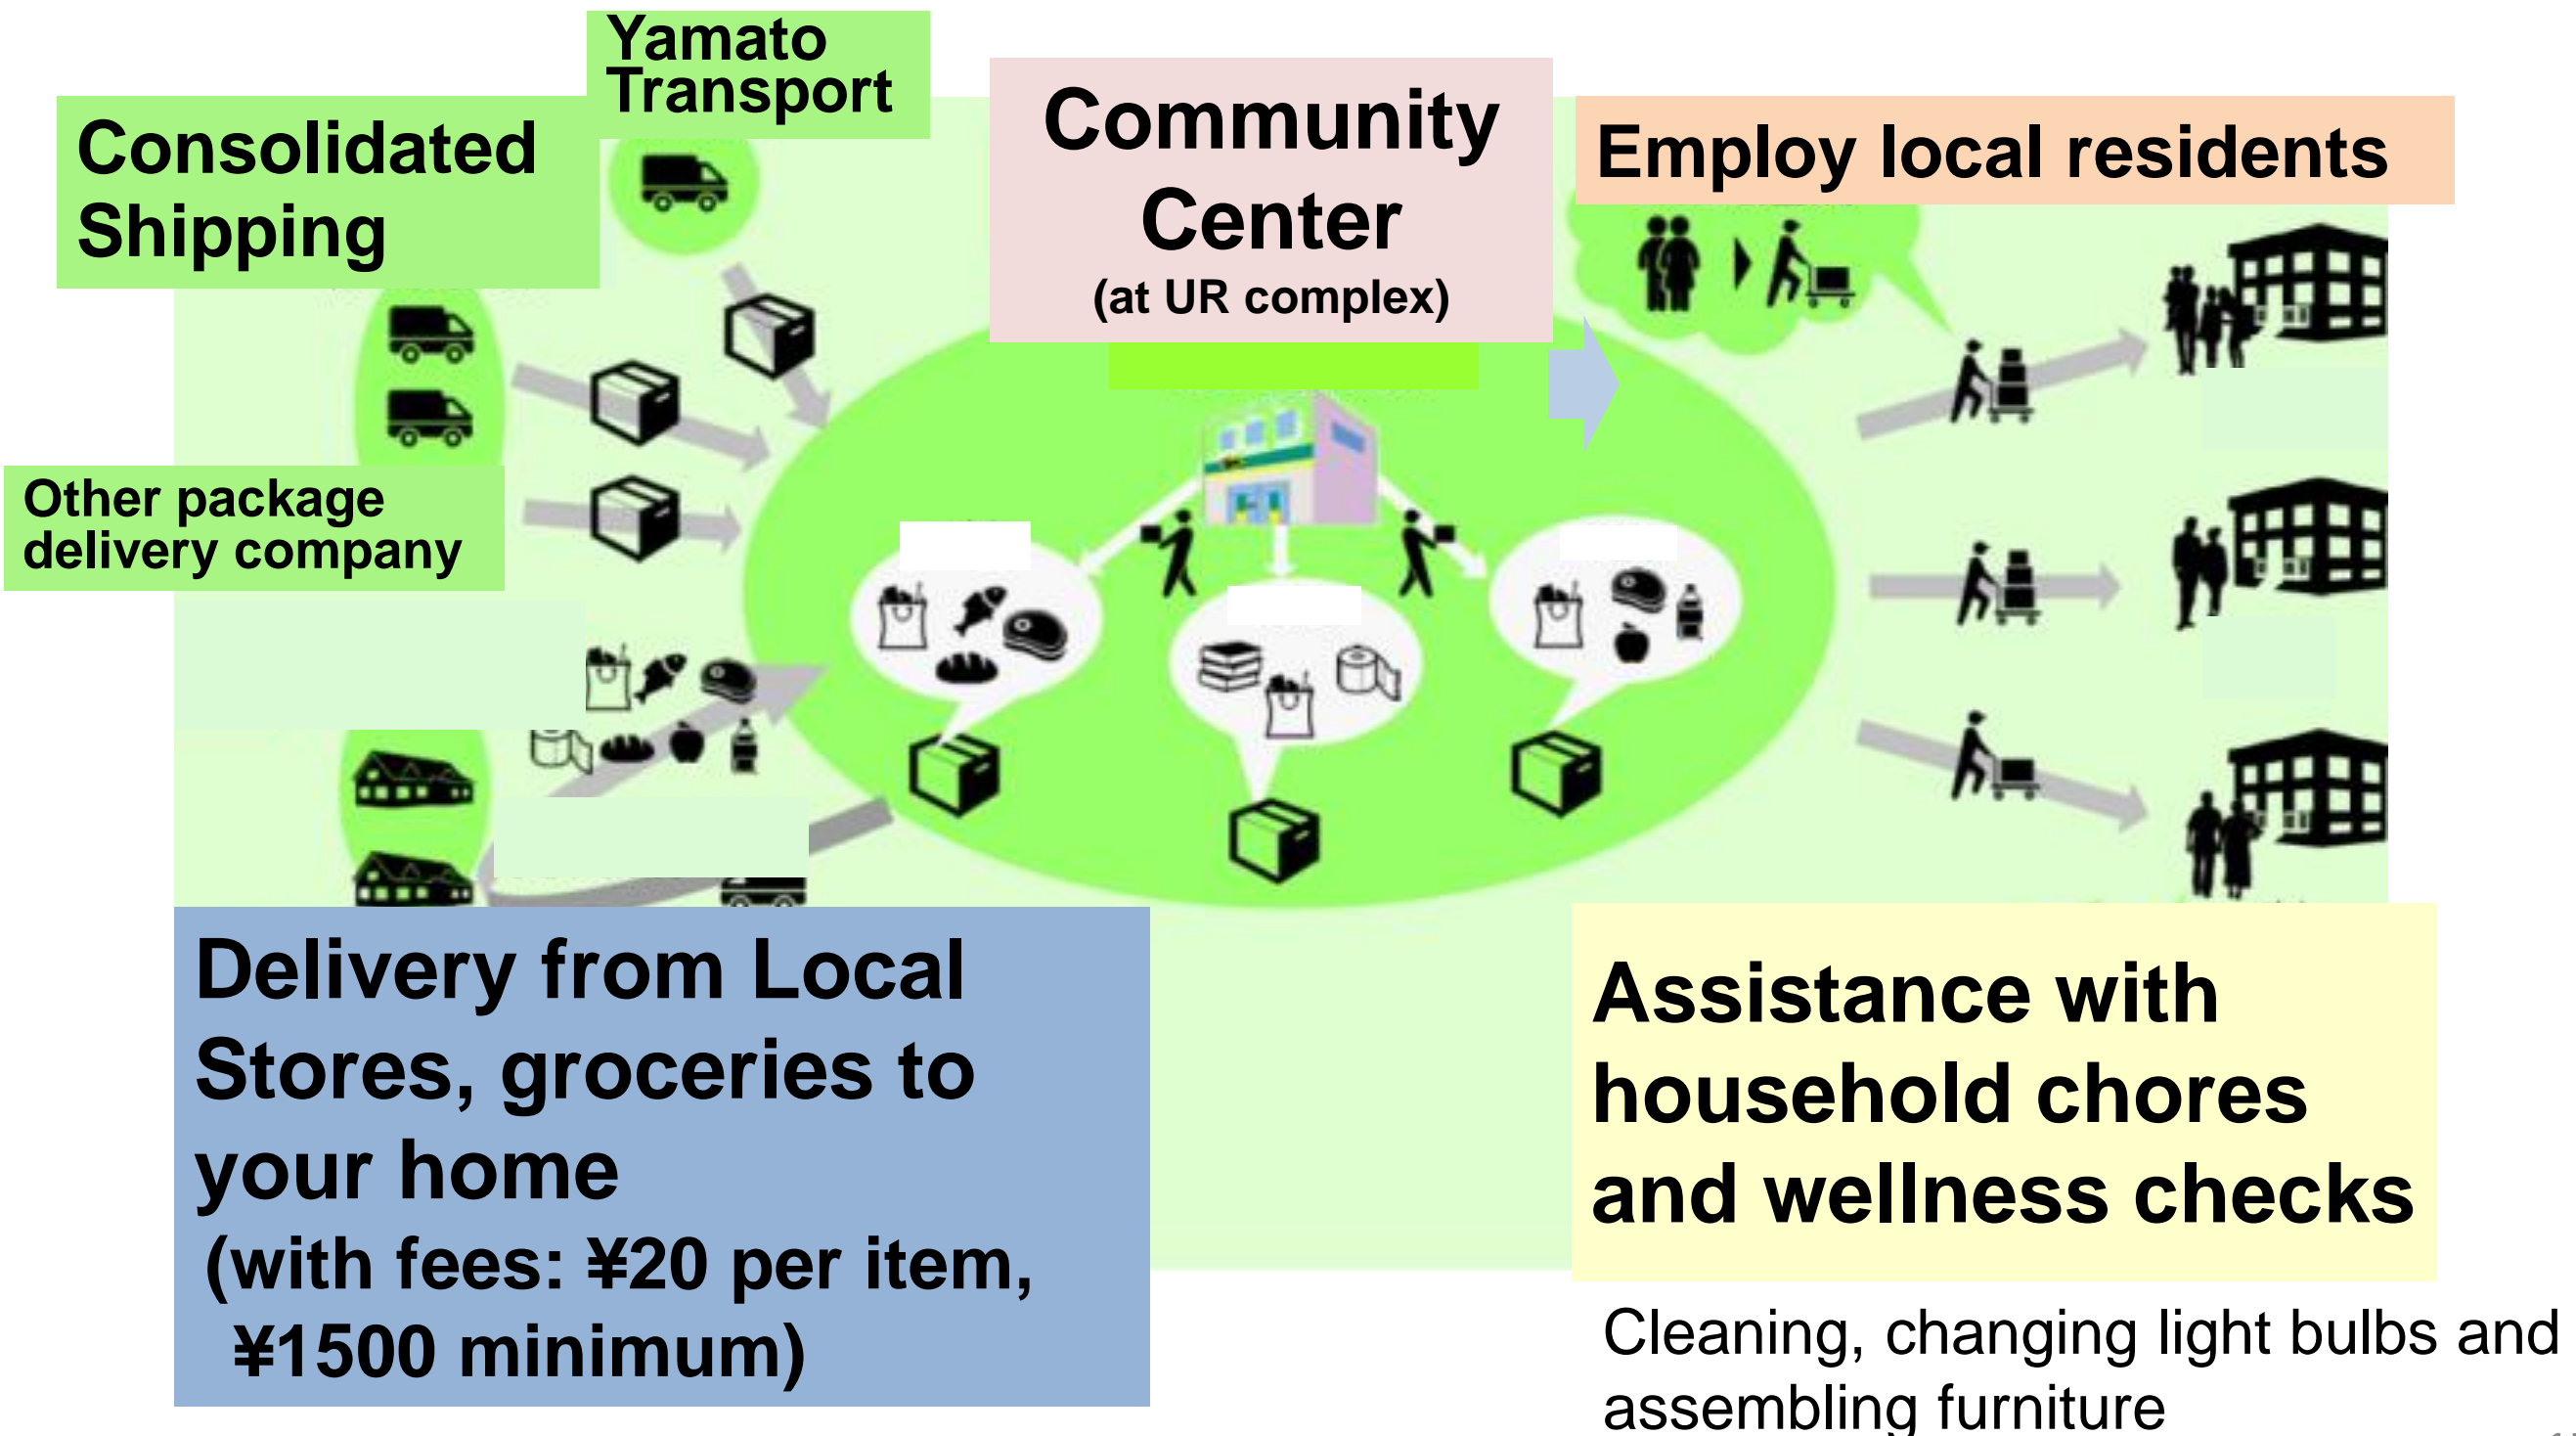 Yamato
Transport
Consolidated
Shipping
Community
Center
(at UR complex)
Employ local residents
Other package
delivery company
Delivery from Local
Stores, groceries to
your home
(with fees: ¥20 per item,
¥1500 minimum)
Assistance with
household chores
and wellness checks
Cleaning, changing light bulbs and
assembling furniture